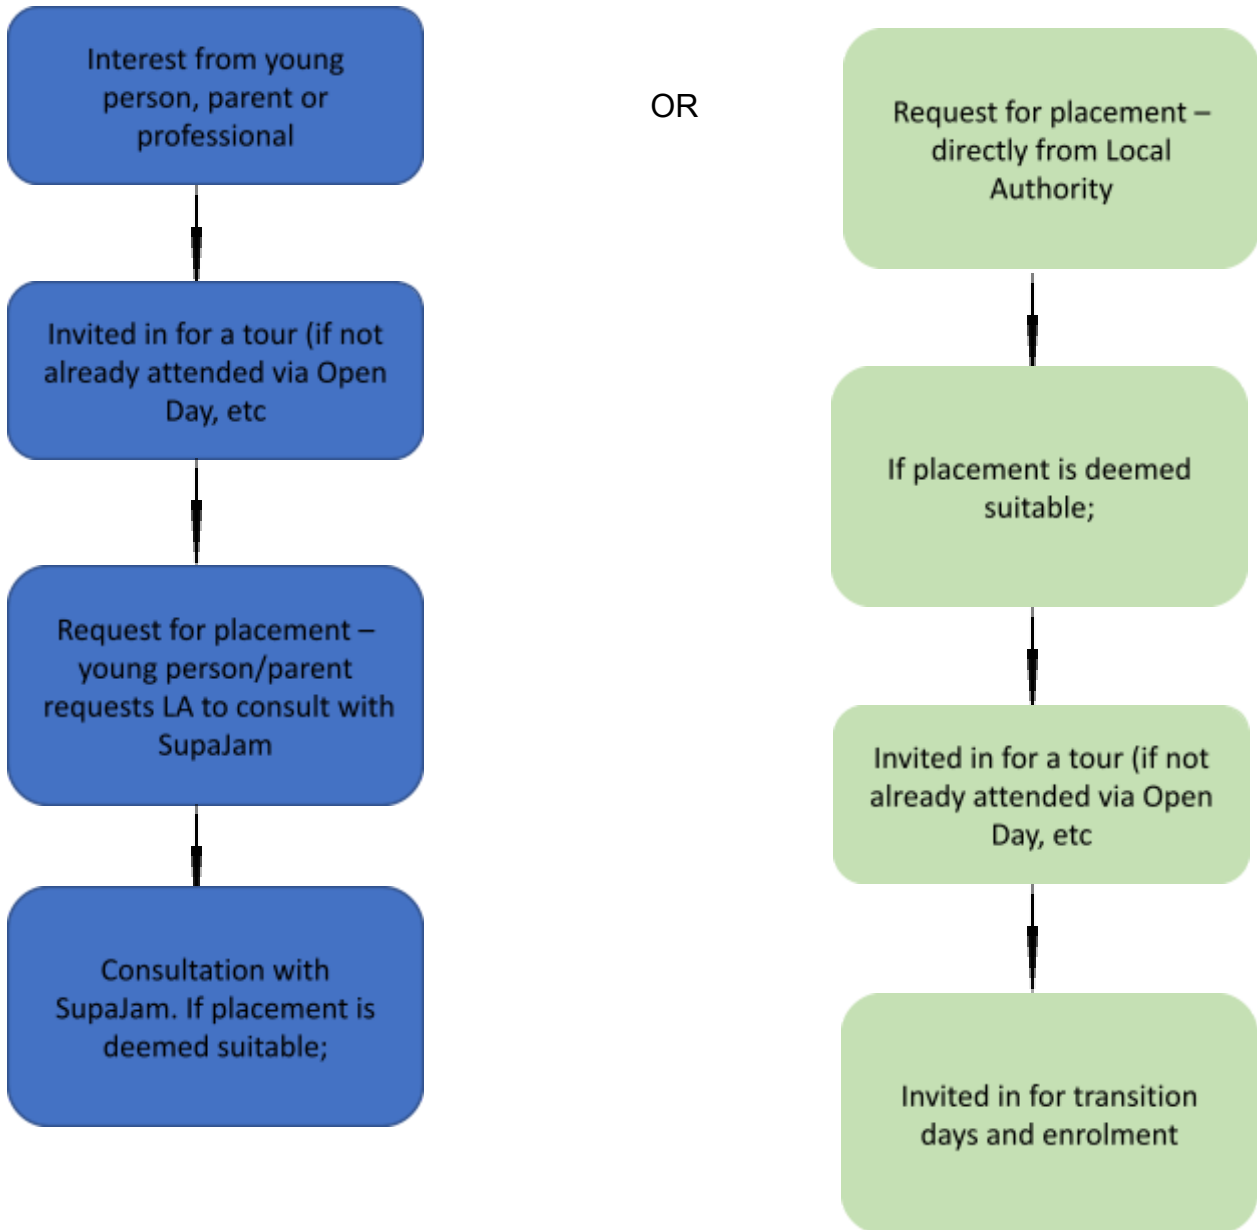 Interest from young
person, parent or
professional
Invited in for a tour (if not
already attended via Open
Day, etc
Request for placement –
young person/parent
requests LA to consult with
SupaJam
Consultation with
SupaJam. If placement is
deemed suitable;
OR
Request for placement –
directly from Local
Authority
If placement is deemed
suitable;
Invited in for a tour (if not
already attended via Open
Day, etc
Invited in for transition
days and enrolment